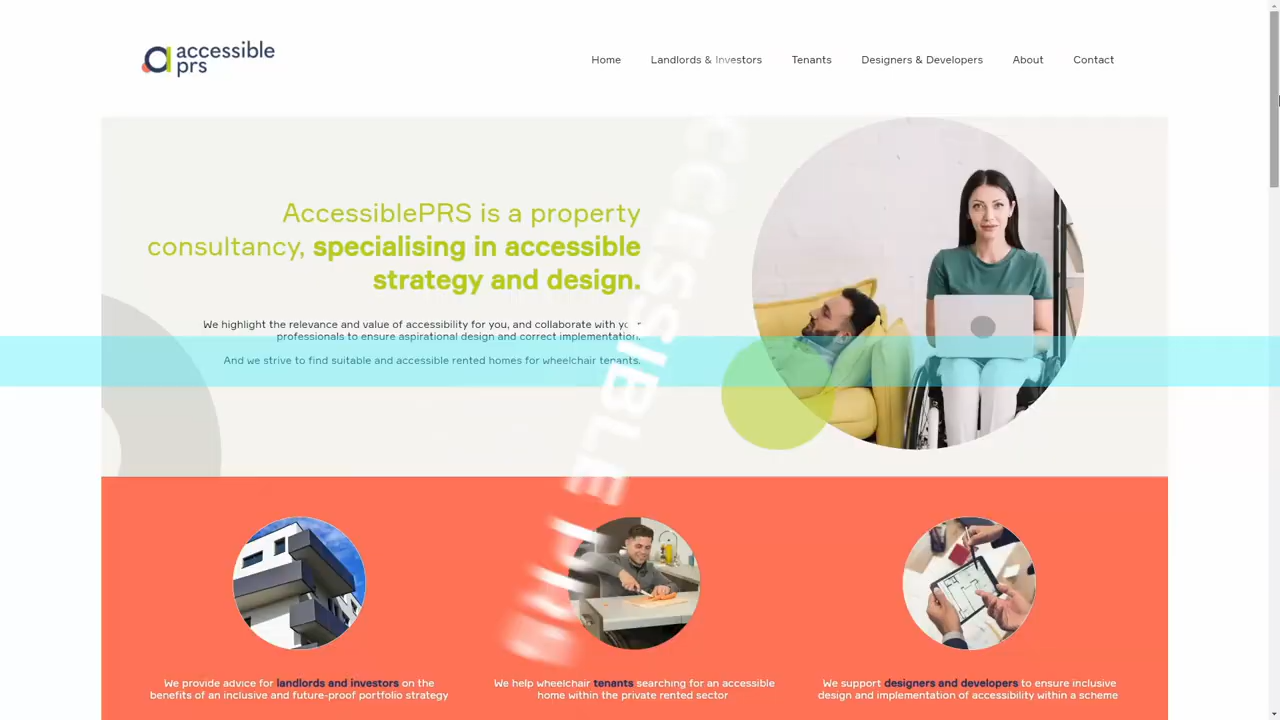 accessible
prs
Home
Landlords & Investors
Tenants
Designers & Developers
About
Contact
AccessiblePRS is a property
consultancy, specialising in accessible
strategy and design.
We highlight the relevance and value of accessibility for you, and collaborate with
professionals to ensure aspirational design and correct implementation.
And we strive to find suitable and accessible rented homes for wheelchair tenants.
We provide advice for landlords and investors on the
benefits of an inclusive and future-proof portfolio strategy
We help wheelchair tenants searching for an accessible
home within the private rented sector
We support designers and developers to ensure inclusive
design and implementation of accessibility within a scheme